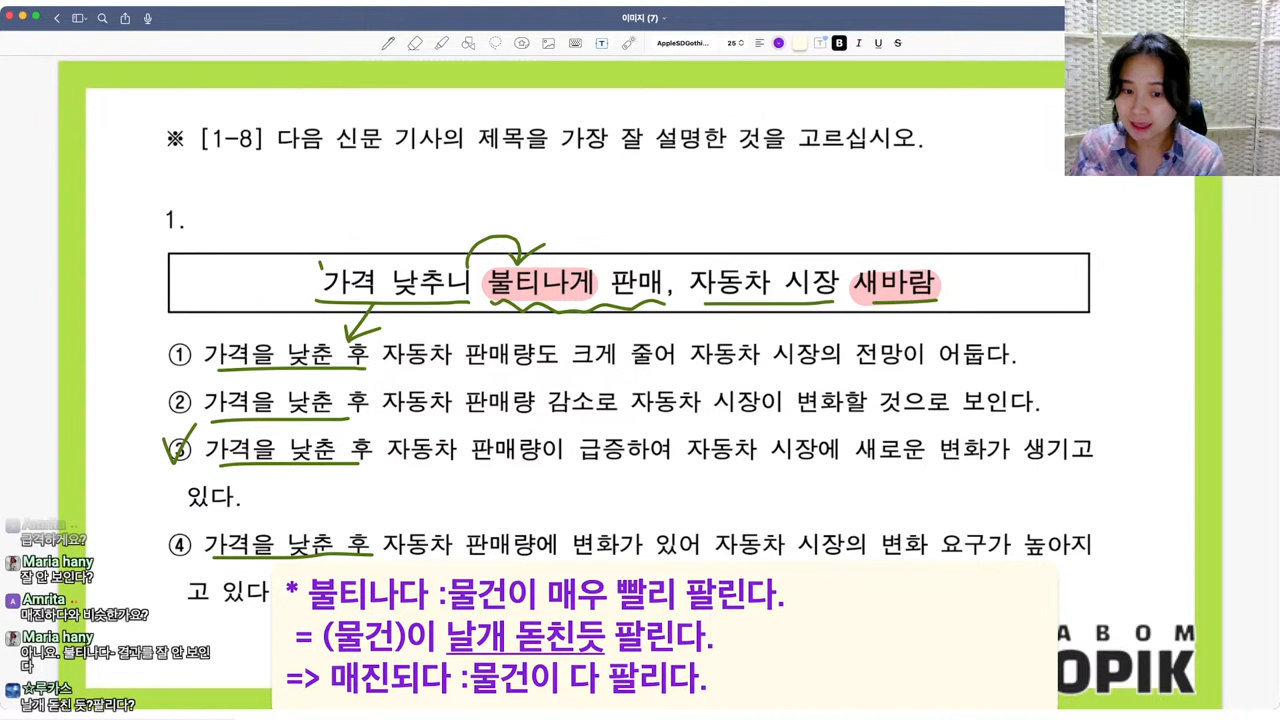 이미지 (7)
AppleSDGothi... 25 B I U S
※ [1-8] 다음 신문 기사의 제목을 가장 잘 설명한 것을 고르십시오.
1.
가격 낮추니 불티나게 판매, 자동차 시장 새바람
① 가격을 낮춘 후 자동차 판매량도 크게 줄어 자동차 시장의 전망이 어둡다.
② 가격을 낮춘 후 자동차 판매량 감소로 자동차 시장이 변화할 것으로 보인다.
③ 가격을 낮춘 후 자동차 판매량이 급증하여 자동차 시장에 새로운 변화가 생기고
있다.
④ 가격을 낮춘 후 자동차 판매량에 변화가 있어 자동차 시장의 변화 요구가 높아지
고 있다
* 불티나다 :물건이 매우 빨리 팔린다.
= (물건)이 날개 돋친듯 팔린다.
=> 매진되다 :물건이 다 팔리다.
Amrita
급격하게요?
Maria hany
잘 안 보인다?
A Amrita
매진하다와 비슷한가요?
Maria hany
아니요. 불티나다- 결과를 잘 안 보인
다
☆루카스
날개 돋친 듯?팔리다?
A B O M
OPIK